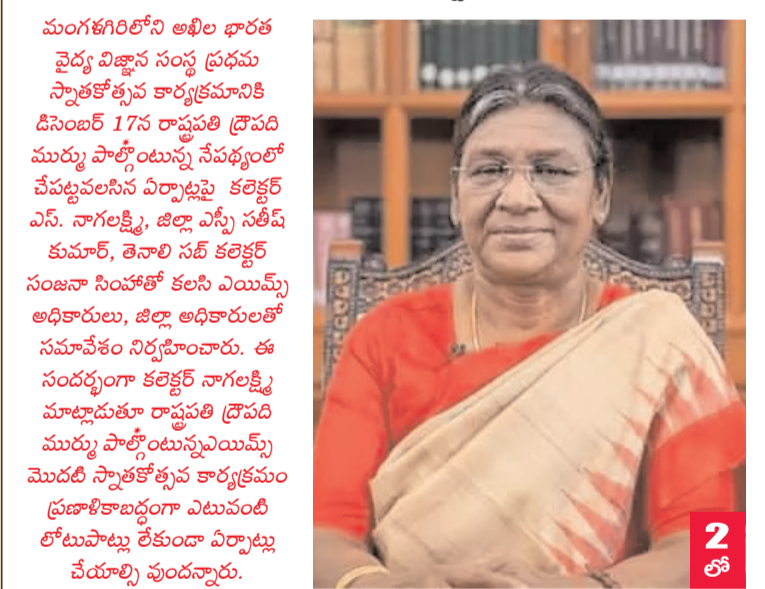 మంగళగిరిలోని అఖిల భారత
వైద్య విజ్ఞాన సంస్థ ప్రథమ
స్నాతకోత్సవ కార్యక్రమానికి
డిసెంబర్ 17న రాష్ట్రపతి ద్రౌపది
ముర్ము పాల్గొంటున్న నేపథ్యంలో
చేపట్టవలసిన ఏర్పాట్లపై కలెక్టర్
ఎస్. నాగలక్ష్మి, జిల్లా ఎస్పీ సతీష్
కుమార్, తెనాలి సబ్ కలెక్టర్
సంజనా సింహాతో కలసి ఎయిమ్స్
అధికారులు, జిల్లా అధికారులతో
సమావేశం నిర్వహించారు. ఈ
సందర్భంగా కలెక్టర్ నాగలక్ష్మి
మాట్లాడుతూ రాష్ట్రపతి ద్రౌపది
ముర్ము పాల్గొంటున్నఎయిమ్స్
మొదటి స్నాతకోత్సవ కార్యక్రమం
ప్రణాళికాబద్ధంగా ఎటువంటి
లోటుపాట్లు లేకుండా ఏర్పాట్లు
చేయాల్సి వుందన్నారు.
2
లో